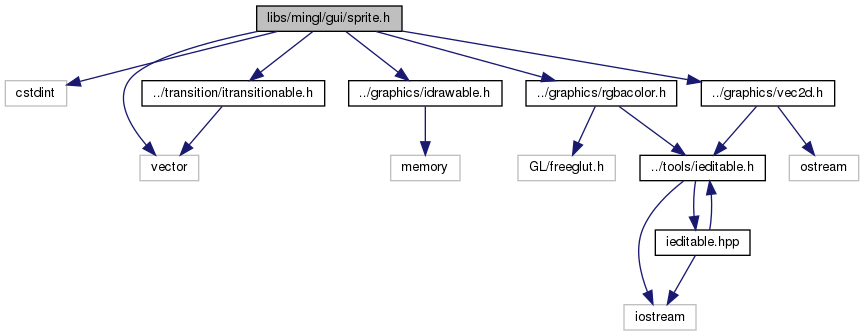 libs/mingl/gui/sprite.h
cstdint
../transition/itransitionable.h
../graphics/idrawable.h
../graphics/rgbacolor.h
../graphics/vec2d.h
vector
memory
GL/freeglut.h
../tools/ieditable.h
ostream
ieditable.hpp
iostream